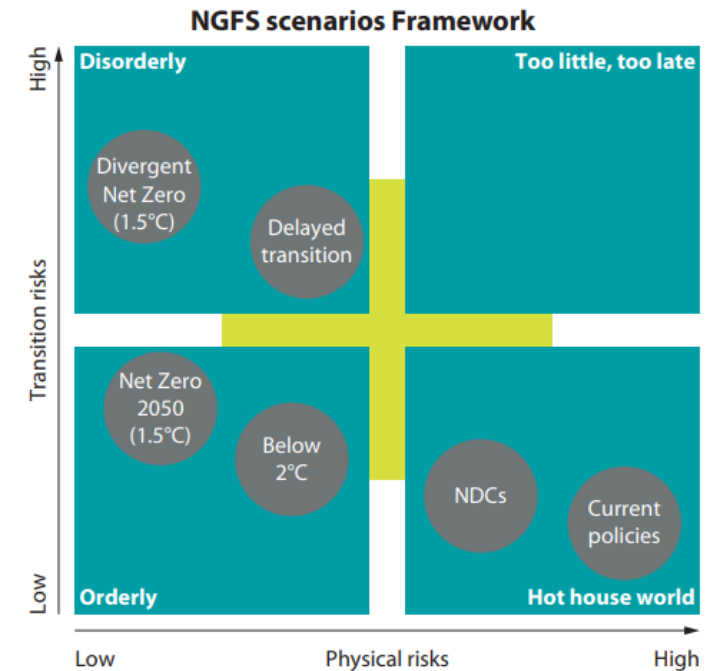 NGFS scenarios Framework
High
Disorderly
Too little, too late
Divergent
Net Zero
(1.5°C)
Delayed
transition
Transition risks
Net Zero
2050
(1.5°C)
Below
2°C
NDCs
Current
policies
Low
Orderly
Hot house world
Low
Physical risks
High